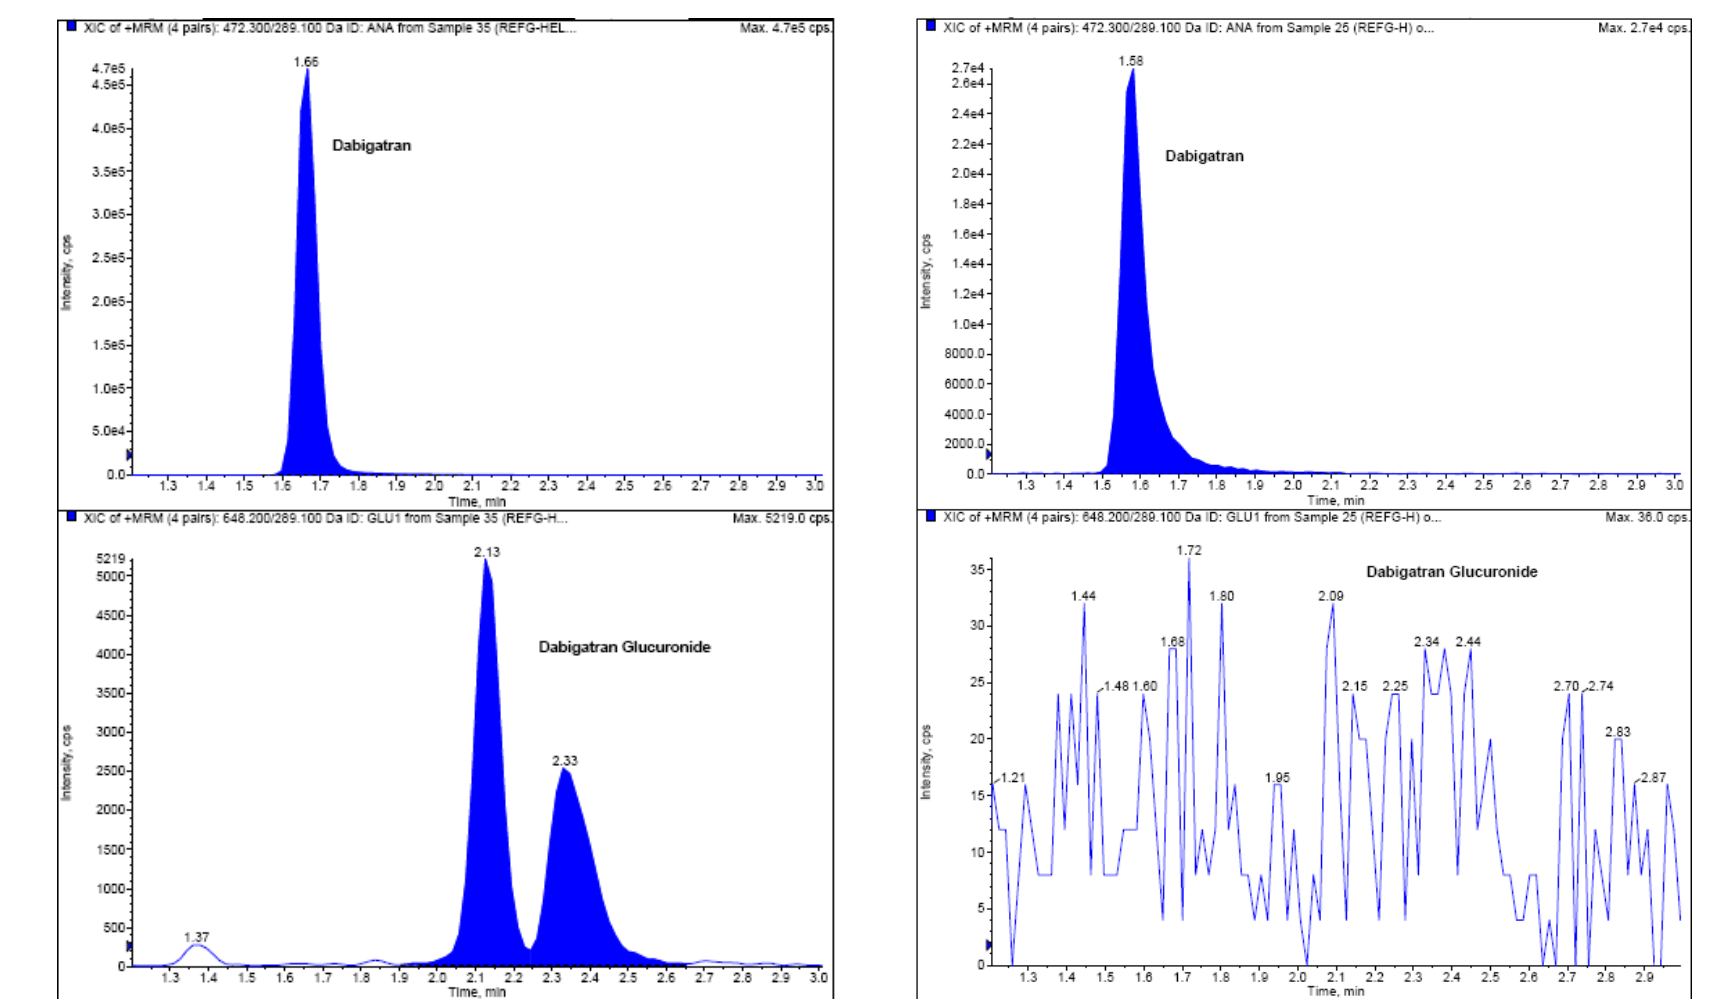 XIC of +MRM (4 pairs): 472.300/289.100 Da ID: ANA from Sample 35 (REFG-HEL... Max. 4.7e5 cps.
1.66
4.7e5
4.5e5
4.0e5
3.5e5
3.0e5
2.5e5
2.0e5
1.5e5
1.0e5
5.0e4
0.0
Dabigatran
Intensity, cps
1.3 1.4 1.5 1.6 1.7 1.8 1.9 2.0 2.1 2.2 2.3 2.4 2.5 2.6 2.7 2.8 2.9 3.0
Time, min
XIC of +MRM (4 pairs): 472.300/289.100 Da ID: ANA from Sample 25 (REFG-H) o... Max. 2.7e4 cps.
1.58
2.7e4
2.6e4
2.4e4
2.2e4
2.0e4
1.8e4
1.6e4
1.4e4
1.2e4
1.0e4
8000.0
6000.0
4000.0
2000.0
0.0
Dabigatran
Intensity, cps
1.3 1.4 1.5 1.6 1.7 1.8 1.9 2.0 2.1 2.2 2.3 2.4 2.5 2.6 2.7 2.8 2.9 3.0
Time, min
XIC of +MRM (4 pairs): 648.200/289.100 Da ID: GLU1 from Sample 35 (REFG-H... Max. 5219.0 cps.
2.13
5219
5000
4500
4000
3500
3000
2500
2000
1500
1000
500
0
Dabigatran Glucuronide
2.33
1.37
Intensity, cps
1.3 1.4 1.5 1.6 1.7 1.8 1.9 2.0 2.1 2.2 2.3 2.4 2.5 2.6 2.7 2.8 2.9 3.0
Time, min
XIC of +MRM (4 pairs): 648.200/289.100 Da ID: GLU1 from Sample 25 (REFG-H) o... Max. 36.0 cps.
1.72
Dabigatran Glucuronide
35
30
25
20
15
10
5
0
1.44 1.80 2.09
1.68 2.34 2.44
1.48 1.60 2.15 2.25 2.70 2.74
2.83
1.21 1.95 2.87
Intensity, cps
1.3 1.4 1.5 1.6 1.7 1.8 1.9 2.0 2.1 2.2 2.3 2.4 2.5 2.6 2.7 2.8 2.9
Time, min